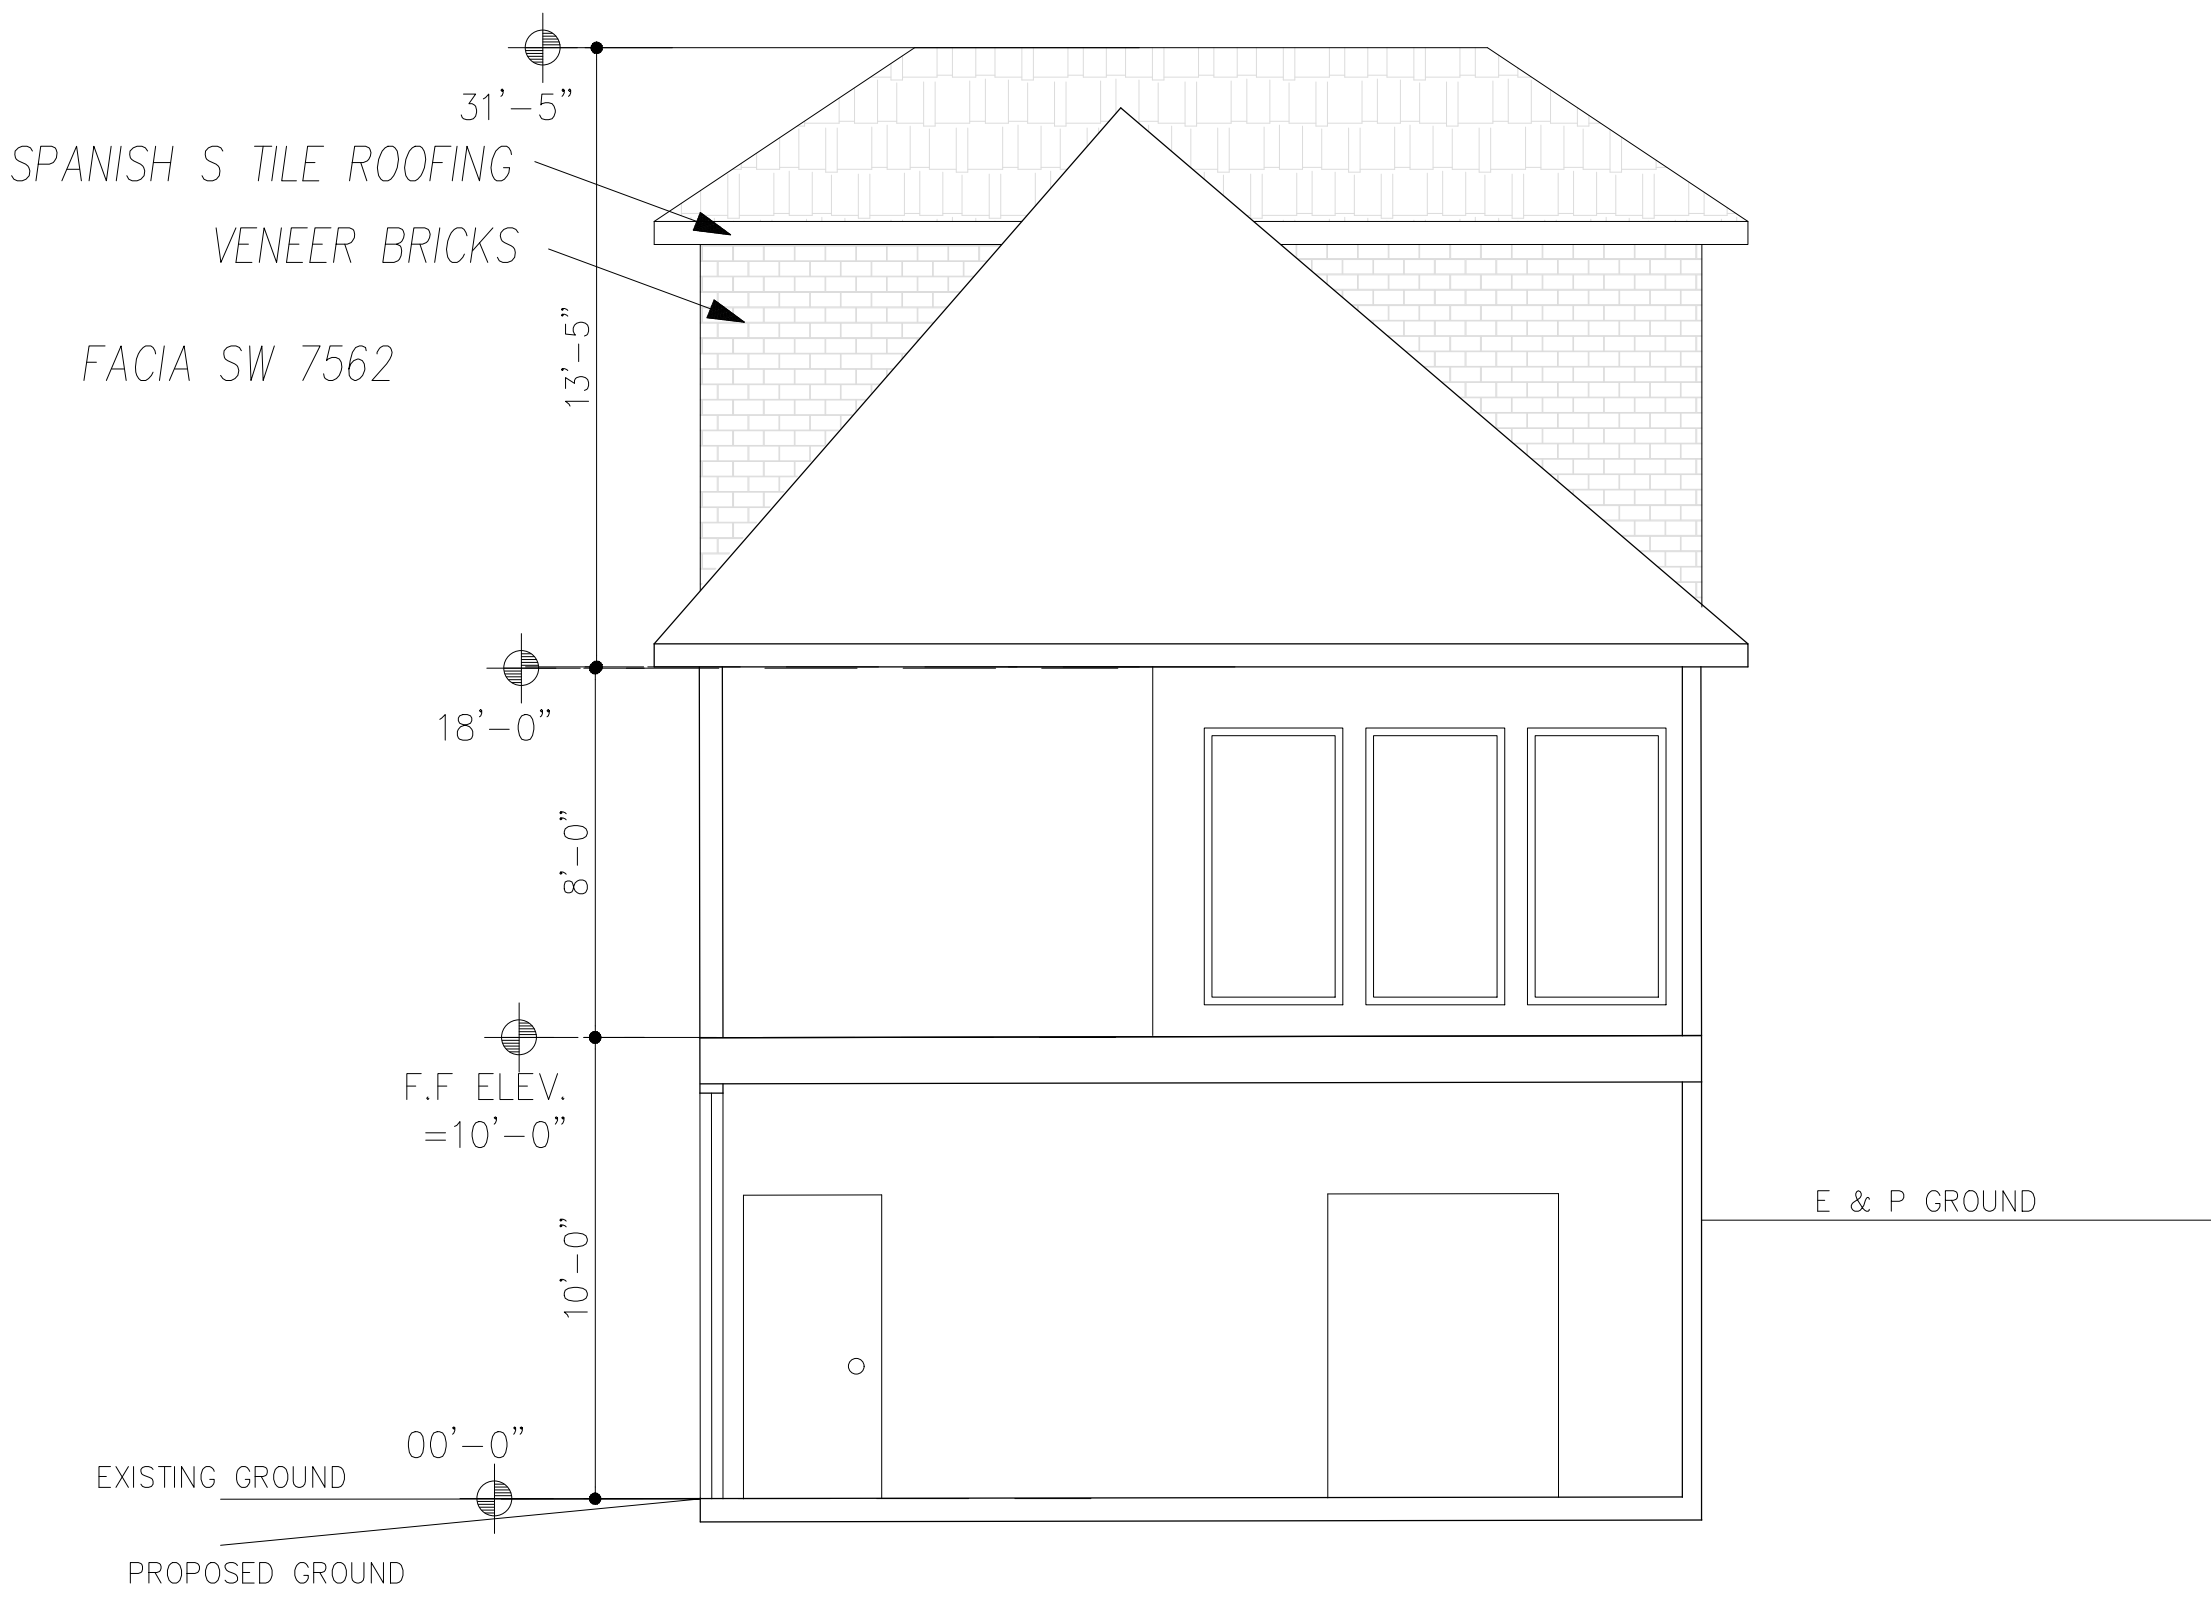 31'-5"
SPANISH S TILE ROOFING
VENEER BRICKS
13'-5"
FACIA SW 7562
18'-0"
8'-0"
F.F ELEV.
=10'-0"
E & P GROUND
10'-0"
00'-0"
EXISTING GROUND
PROPOSED GROUND